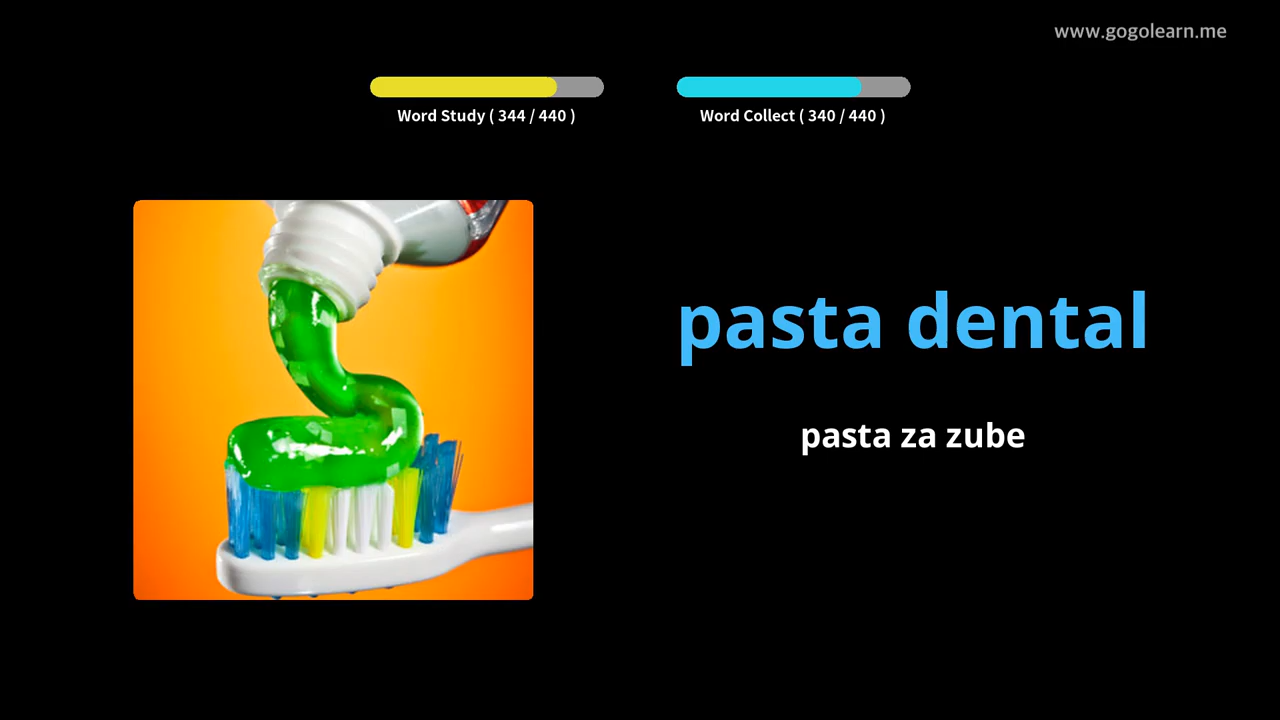 www.gogolearn.me
Word Study ( 344 / 440 )
Word Collect ( 340 / 440 )
pasta dental
pasta za zube